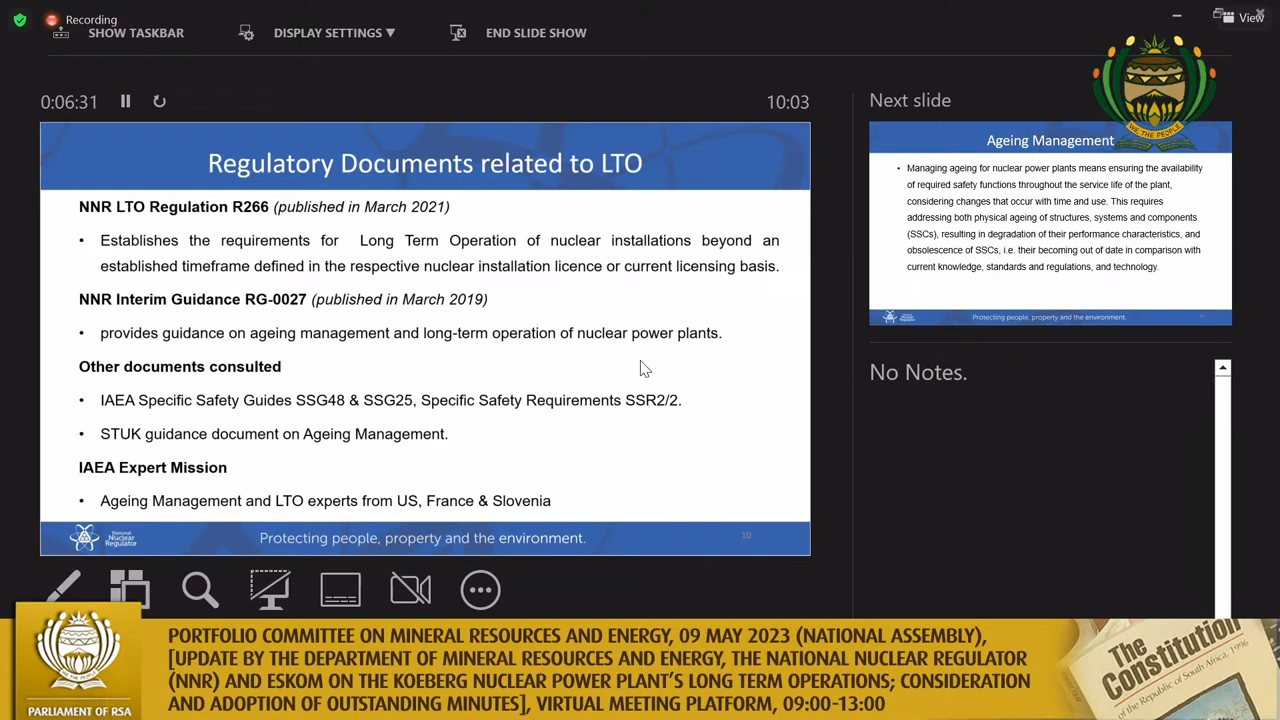 Recording
SHOW TASKBAR
DISPLAY SETTINGS ▼
END SLIDE SHOW
View
0:06:31
10:03
Regulatory Documents related to LTO
NNR LTO Regulation R266 (published in March 2021)
• Establishes the requirements for Long Term Operation of nuclear installations beyond an
established timeframe defined in the respective nuclear installation licence or current licensing basis.
NNR Interim Guidance RG-0027 (published in March 2019)
• provides guidance on ageing management and long-term operation of nuclear power plants.
Other documents consulted
• IAEA Specific Safety Guides SSG48 & SSG25, Specific Safety Requirements SSR2/2.
• STUK guidance document on Ageing Management.
IAEA Expert Mission
• Ageing Management and LTO experts from US, France & Slovenia
National
Nuclear
Regulator
Protecting people, property and the environment.
10
Next slide
WE, THE PEOPLE
Ageing Management
• Managing ageing for nuclear power plants means ensuring the availability
of required safety functions throughout the service life of the plant,
considering changes that occur with time and use. This requires
addressing both physical ageing of structures, systems and components
(SSCs), resulting in degradation of their performance characteristics, and
obsolescence of SSCs, i.e. their becoming out of date in comparison with
current knowledge, standards and regulations, and technology.
Protecting people, property and the environment.
No Notes.
PARLIAMENT OF RSA
PORTFOLIO COMMITTEE ON MINERAL RESOURCES AND ENERGY, 09 MAY 2023 (NATIONAL ASSEMBLY),
[UPDATE BY THE DEPARTMENT OF MINERAL RESOURCES AND ENERGY, THE NATIONAL NUCLEAR REGULATOR
(NNR) AND ESKOM ON THE KOEBERG NUCLEAR POWER PLANT'S LONG TERM OPERATIONS; CONSIDERATION
AND ADOPTION OF OUTSTANDING MINUTES], VIRTUAL MEETING PLATFORM, 09:00-13:00
The
Constitution
of the Republic of South Africa, 1996